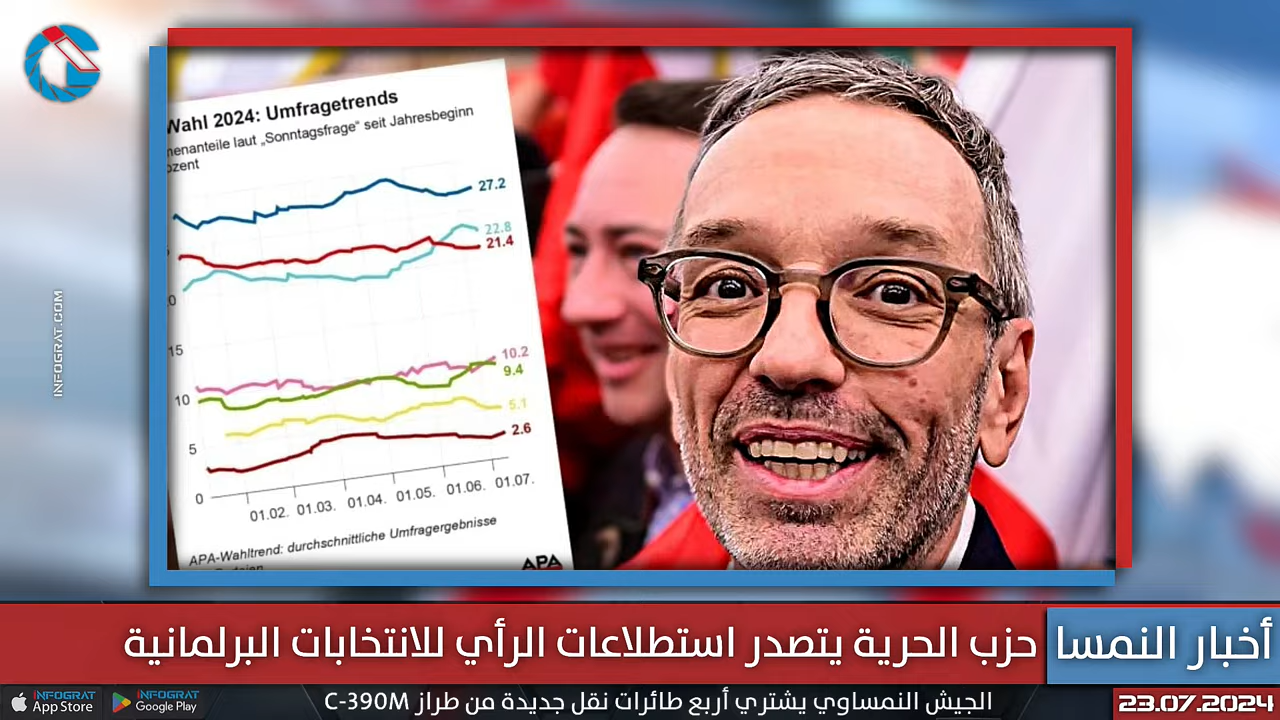 Wahl 2024: Umfragetrends
menanteile laut „Sonntagsfrage“ seit Jahresbeginn
ozent
27.2
22.8
21.4
15
10.2
10
9.4
5.1
5
2.6
0
01.02. 01.03. 01.04. 01.05. 01.06. 01.07.
APA-Wahltrend: durchschnittliche Umfrageergebnisse
APA
INFOGRAT.COM
أخبار النمسا
حزب الحرية يتصدر استطلاعات الرأي للانتخابات البرلمانية
INFOGRAT
App Store
INFOGRAT
Google Play
الجيش النمساوي يشتري أربع طائرات نقل جديدة من طراز C-390M
23.07.2024